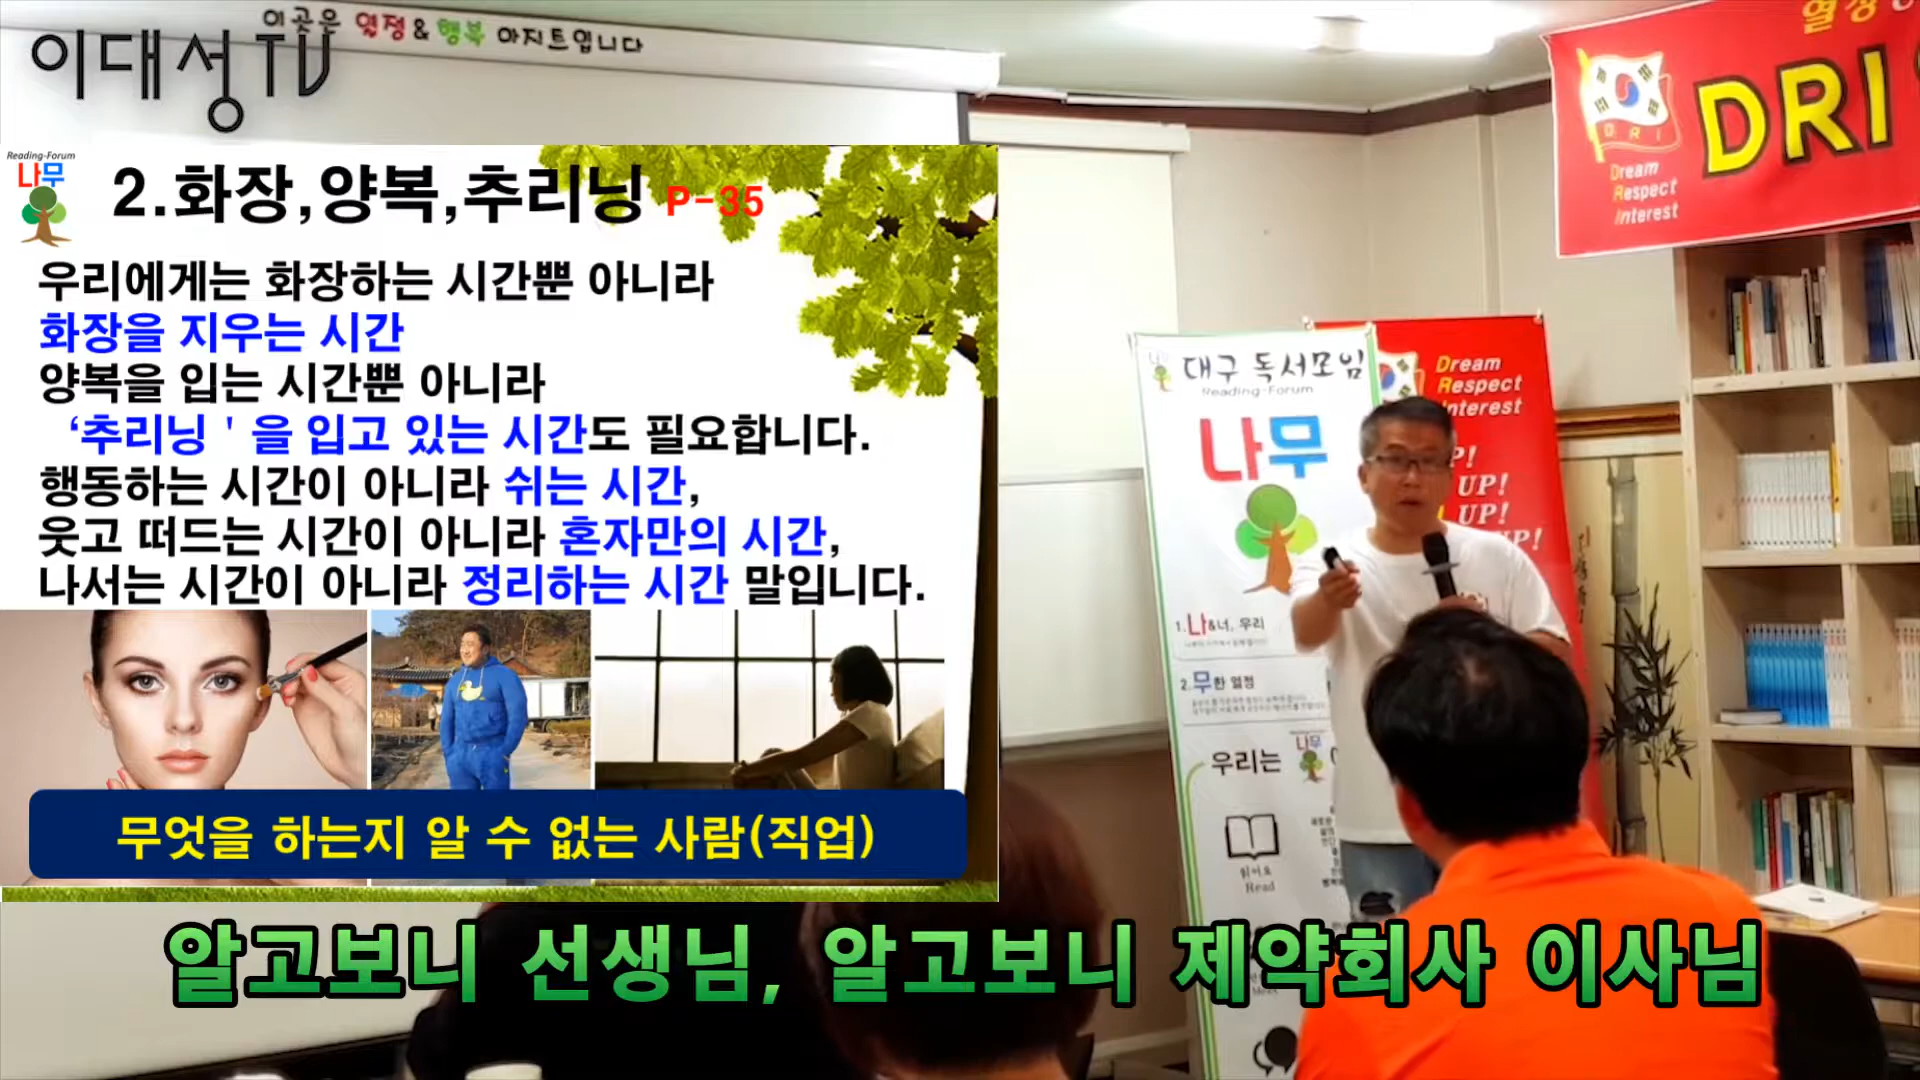 이곳은 열정 & 행복 아지트입니다
이대성TV
Reading-Forum
나무
2.화장,양복,추리닝 P-35
우리에게는 화장하는 시간뿐 아니라
화장을 지우는 시간
양복을 입는 시간뿐 아니라
‘추리닝 ' 을 입고 있는 시간도 필요합니다.
행동하는 시간이 아니라 쉬는 시간,
웃고 떠드는 시간이 아니라 혼자만의 시간,
나서는 시간이 아니라 정리하는 시간 말입니다.
무엇을 하는지 알 수 없는 사람(직업)
알고보니 선생님, 알고보니 제약회사 이사님
DRI
DRI
Dream
Respect
Interest
대구 독서모임
Reading-Forum
나무
1.나&너, 우리
2.무한 열정
우리는
나무
읽어요
Read
Dream
Respect
Interest
UP!
UP!
UP!